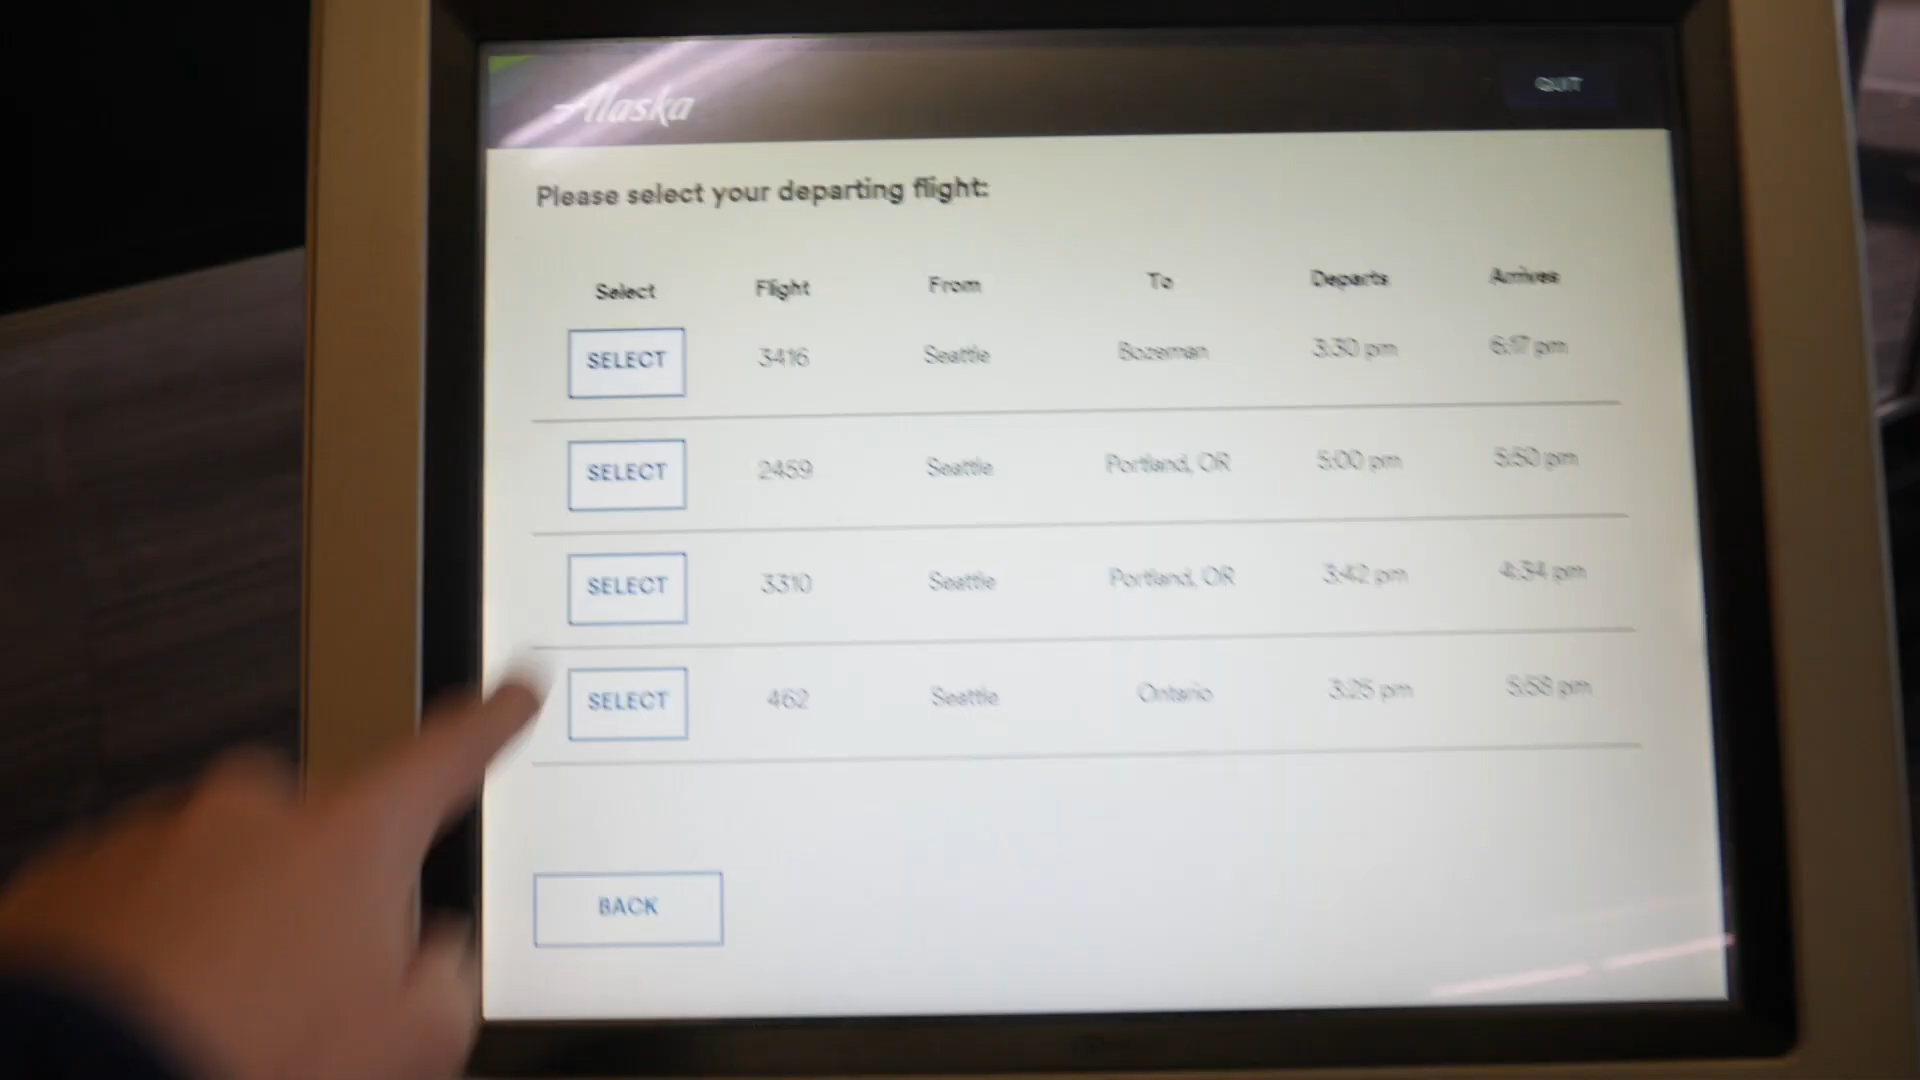 Alaska
QUIT
Please select your departing flight:
Select Flight From To Departs Arrives
SELECT 3416 Seattle Bozeman 3:30 pm 6:17 pm
SELECT 2459 Seattle Portland, OR 5:00 pm 5:50 pm
SELECT 3310 Seattle Portland, OR 3:42 pm 4:34 pm
SELECT 462 Seattle Ontario 3:25 pm 5:58 pm
BACK